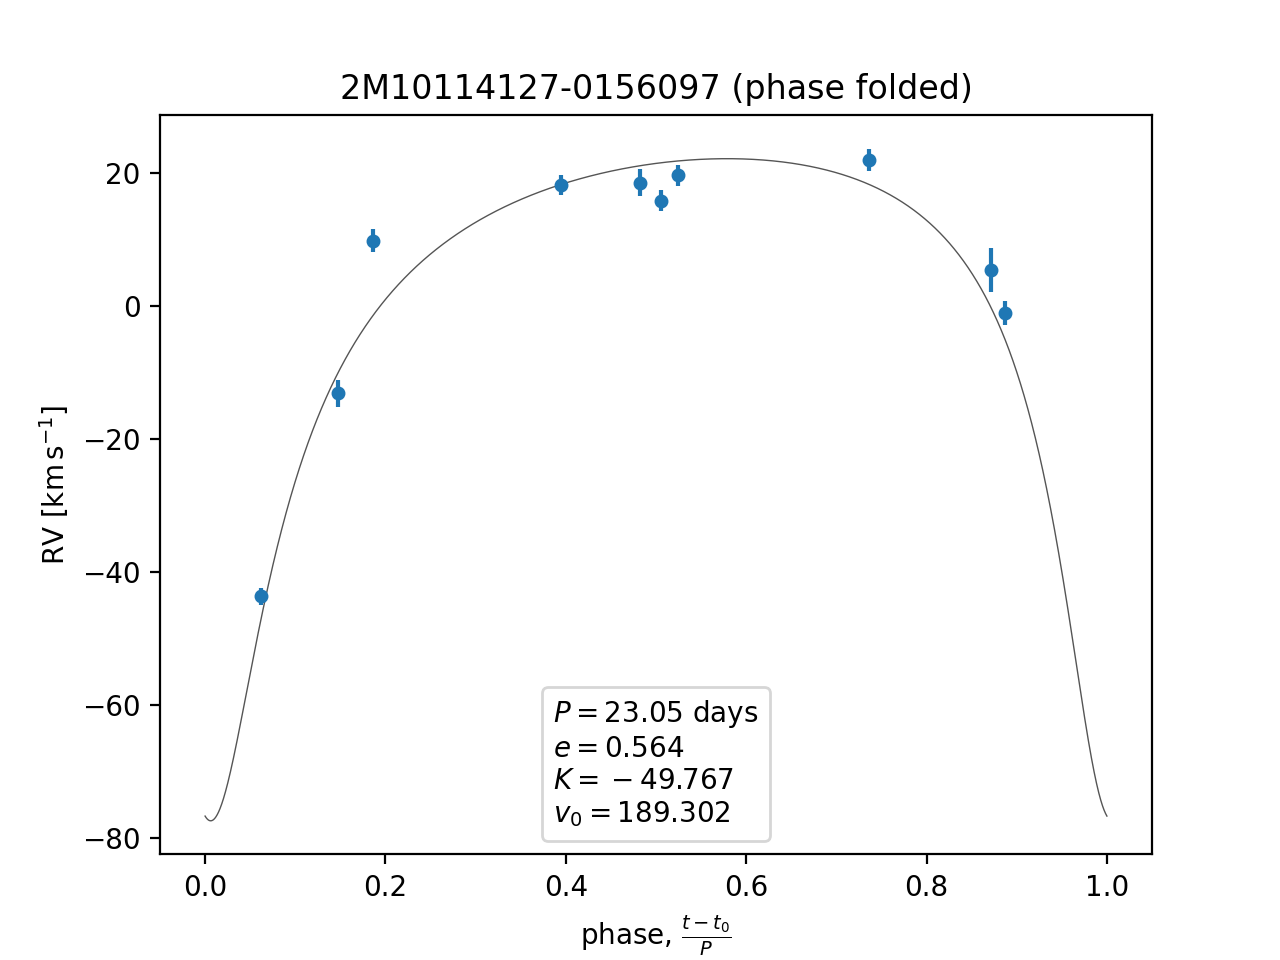 2M10114127-0156097 (phase folded)
RV [km s⁻¹]
20
0
−20
−40
−60
−80
P = 23.05 days
e = 0.564
K = − 49.767
v₀ = 189.302
0.0 0.2 0.4 0.6 0.8 1.0
phase, (t − t₀)/P